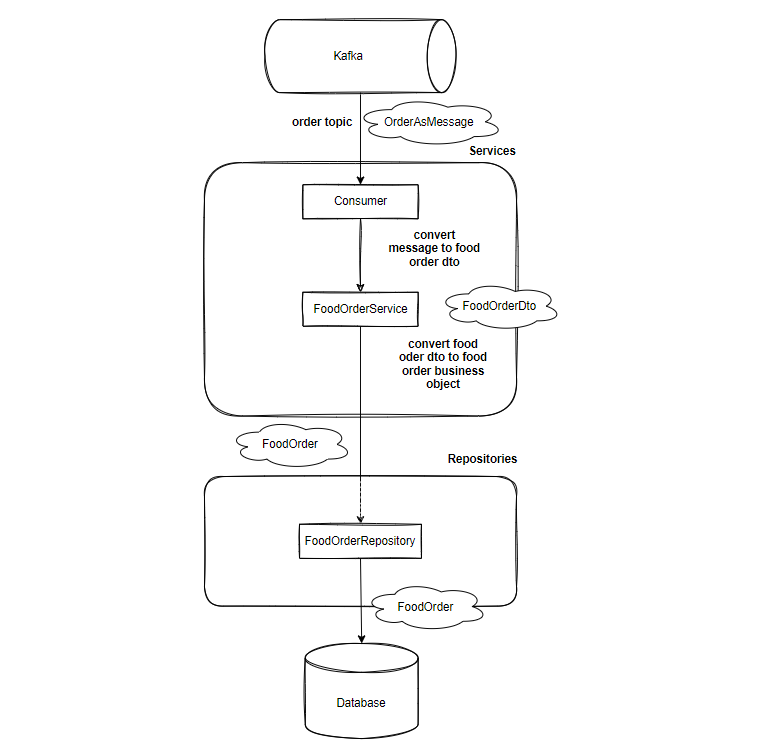 Kafka
order topic
OrderAsMessage
Services
Consumer
convert
message to food
order dto
FoodOrderService
FoodOrderDto
convert food
oder dto to food
order business
object
FoodOrder
Repositories
FoodOrderRepository
FoodOrder
Database